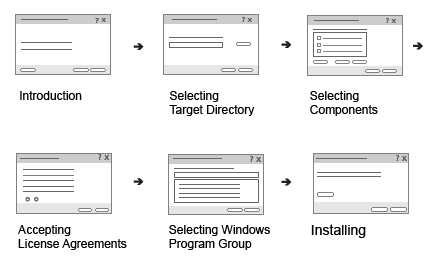 ? X
? X
? X
Introduction
Selecting
Target Directory
Selecting
Components
? X
? X
? X
Accepting
License Agreements
Selecting Windows
Program Group
Installing